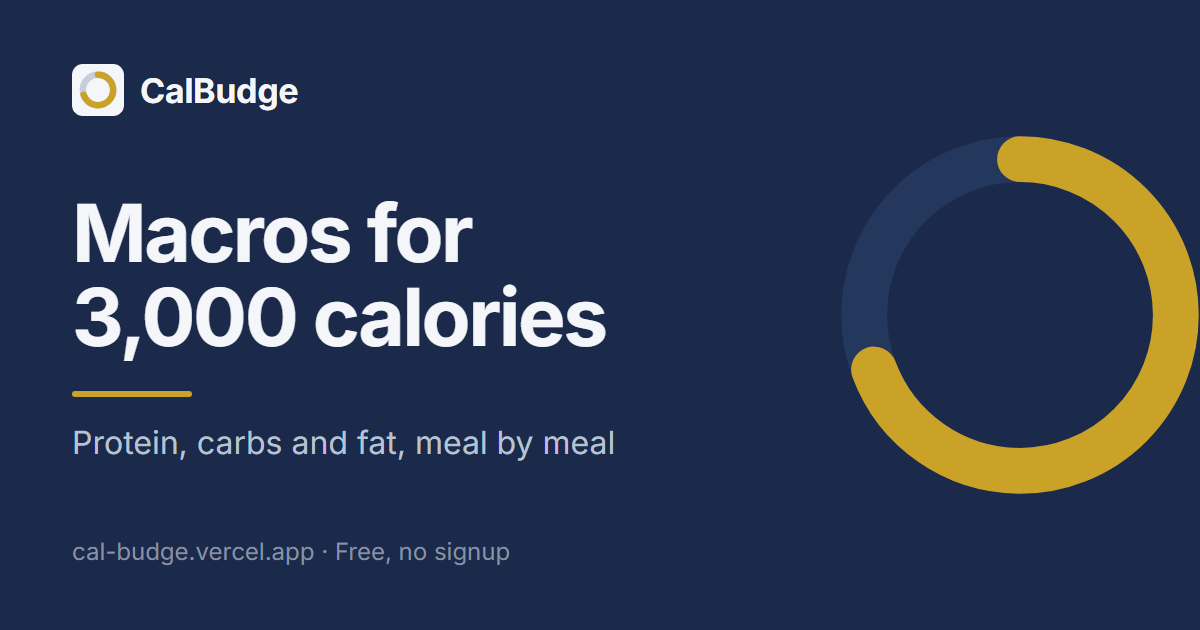 CalBudge
Macros for
3,000 calories
Protein, carbs and fat, meal by meal
cal-budge.vercel.app · Free, no signup